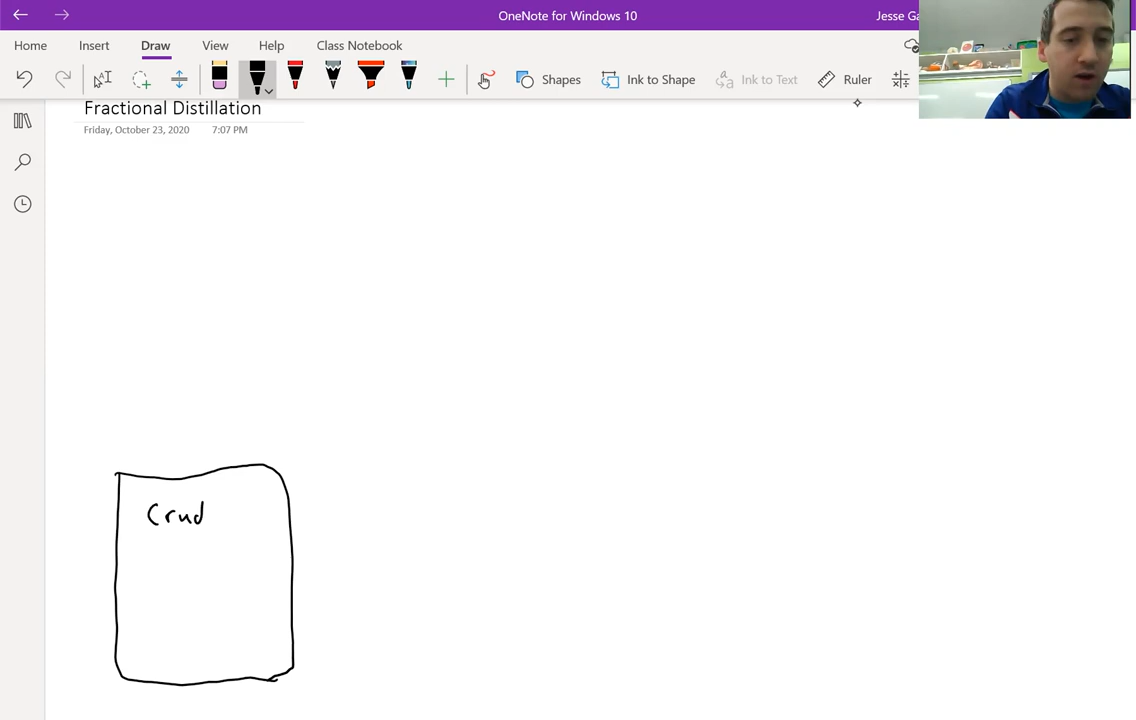 OneNote for Windows 10
Jesse Ga
Home Insert Draw View Help Class Notebook
Shapes Ink to Shape Ink to Text Ruler
Fractional Distillation
Friday, October 23, 2020 7:07 PM
Crud